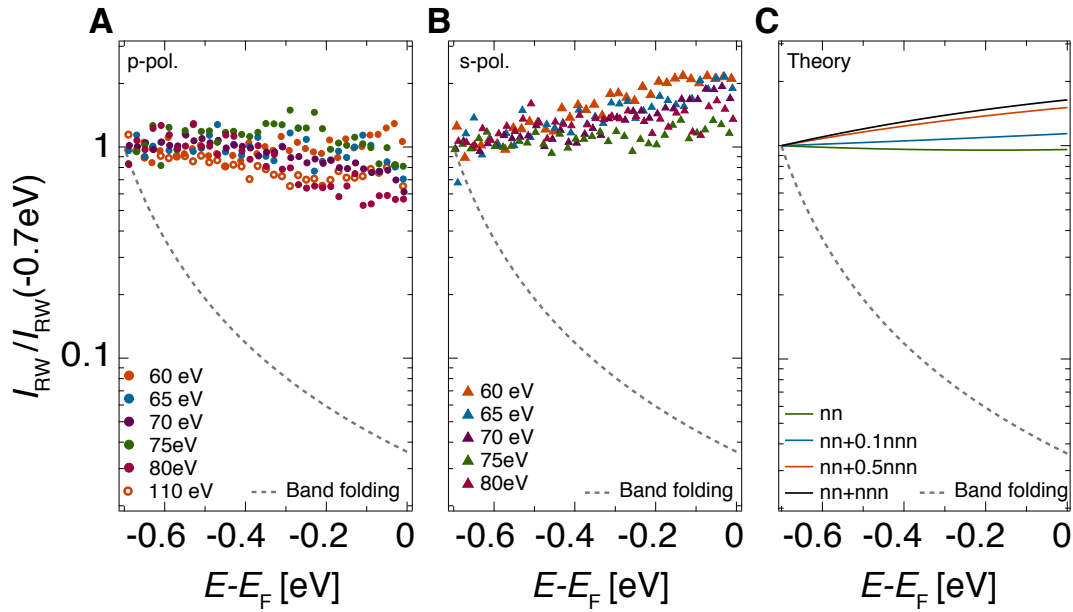 A
B
C
p-pol.
s-pol.
Theory
I_RW/I_RW(-0.7eV)
1
0.1
60 eV
65 eV
70 eV
75eV
80eV
110 eV
Band folding
60 eV
65 eV
70 eV
75eV
80eV
Band folding
nn
nn+0.1nnn
nn+0.5nnn
nn+nnn
Band folding
-0.6 -0.4 -0.2 0
-0.6 -0.4 -0.2 0
-0.6 -0.4 -0.2 0
E-E_F [eV]
E-E_F [eV]
E-E_F [eV]